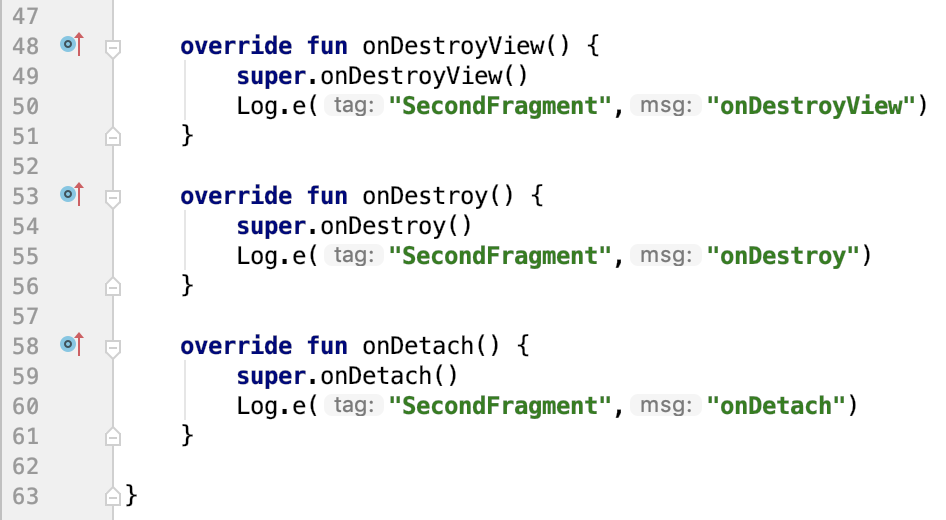 47
48 override fun onDestroyView() {
49 super.onDestroyView()
50 Log.e( tag: "SecondFragment", msg: "onDestroyView")
51 }
52
53 override fun onDestroy() {
54 super.onDestroy()
55 Log.e( tag: "SecondFragment", msg: "onDestroy")
56 }
57
58 override fun onDetach() {
59 super.onDetach()
60 Log.e( tag: "SecondFragment", msg: "onDetach")
61 }
62
63 }